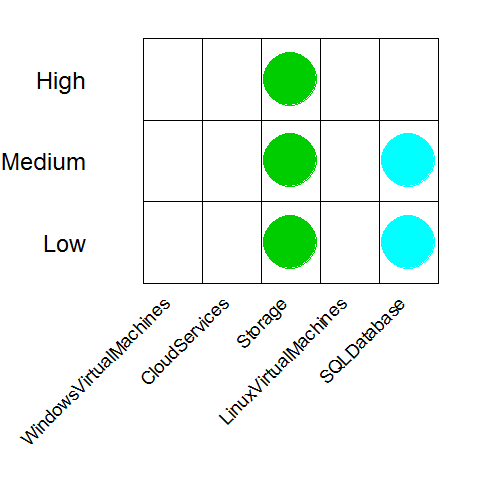 High
Medium
Low
WindowsVirtualMachines
CloudServices
Storage
LinuxVirtualMachines
SQLDatabase